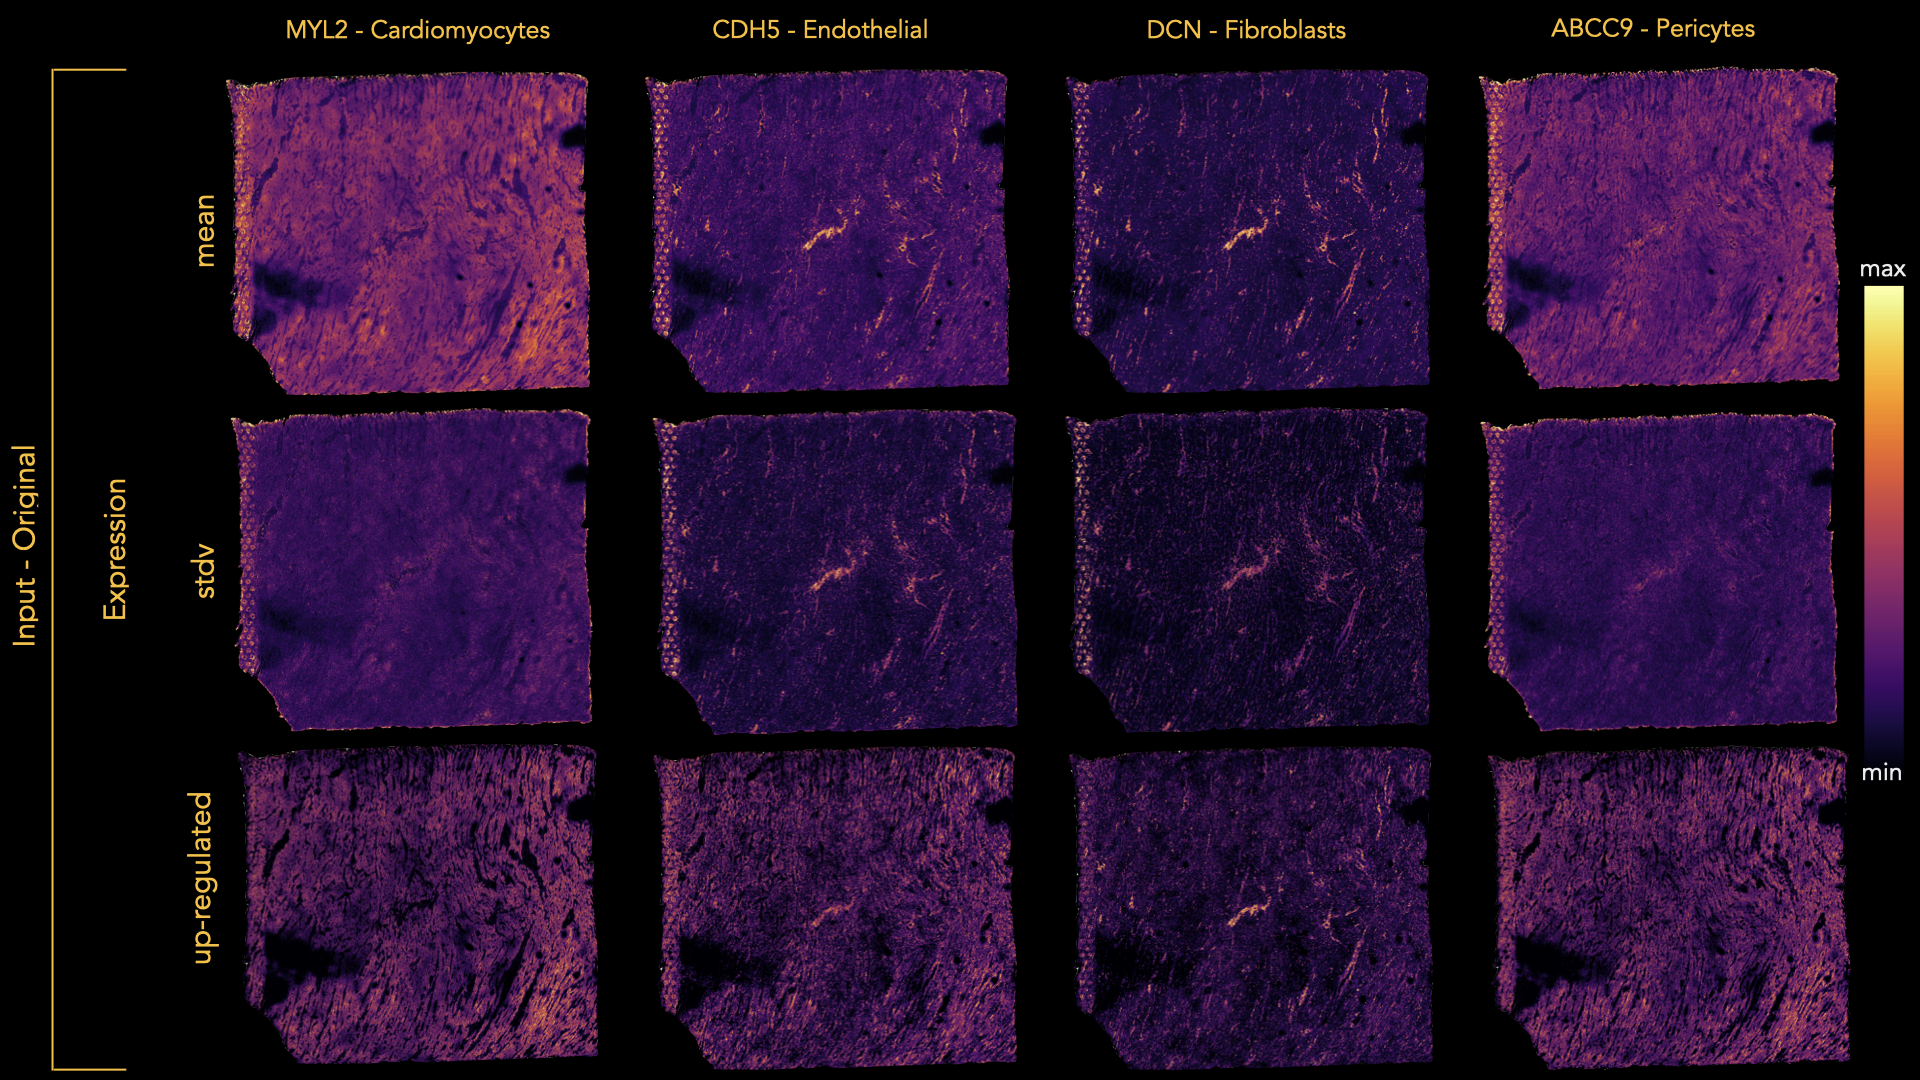 MYL2 - Cardiomyocytes
CDH5 - Endothelial
DCN - Fibroblasts
ABCC9 - Pericytes
mean
max
Input - Original
Expression
stdv
min
up-regulated